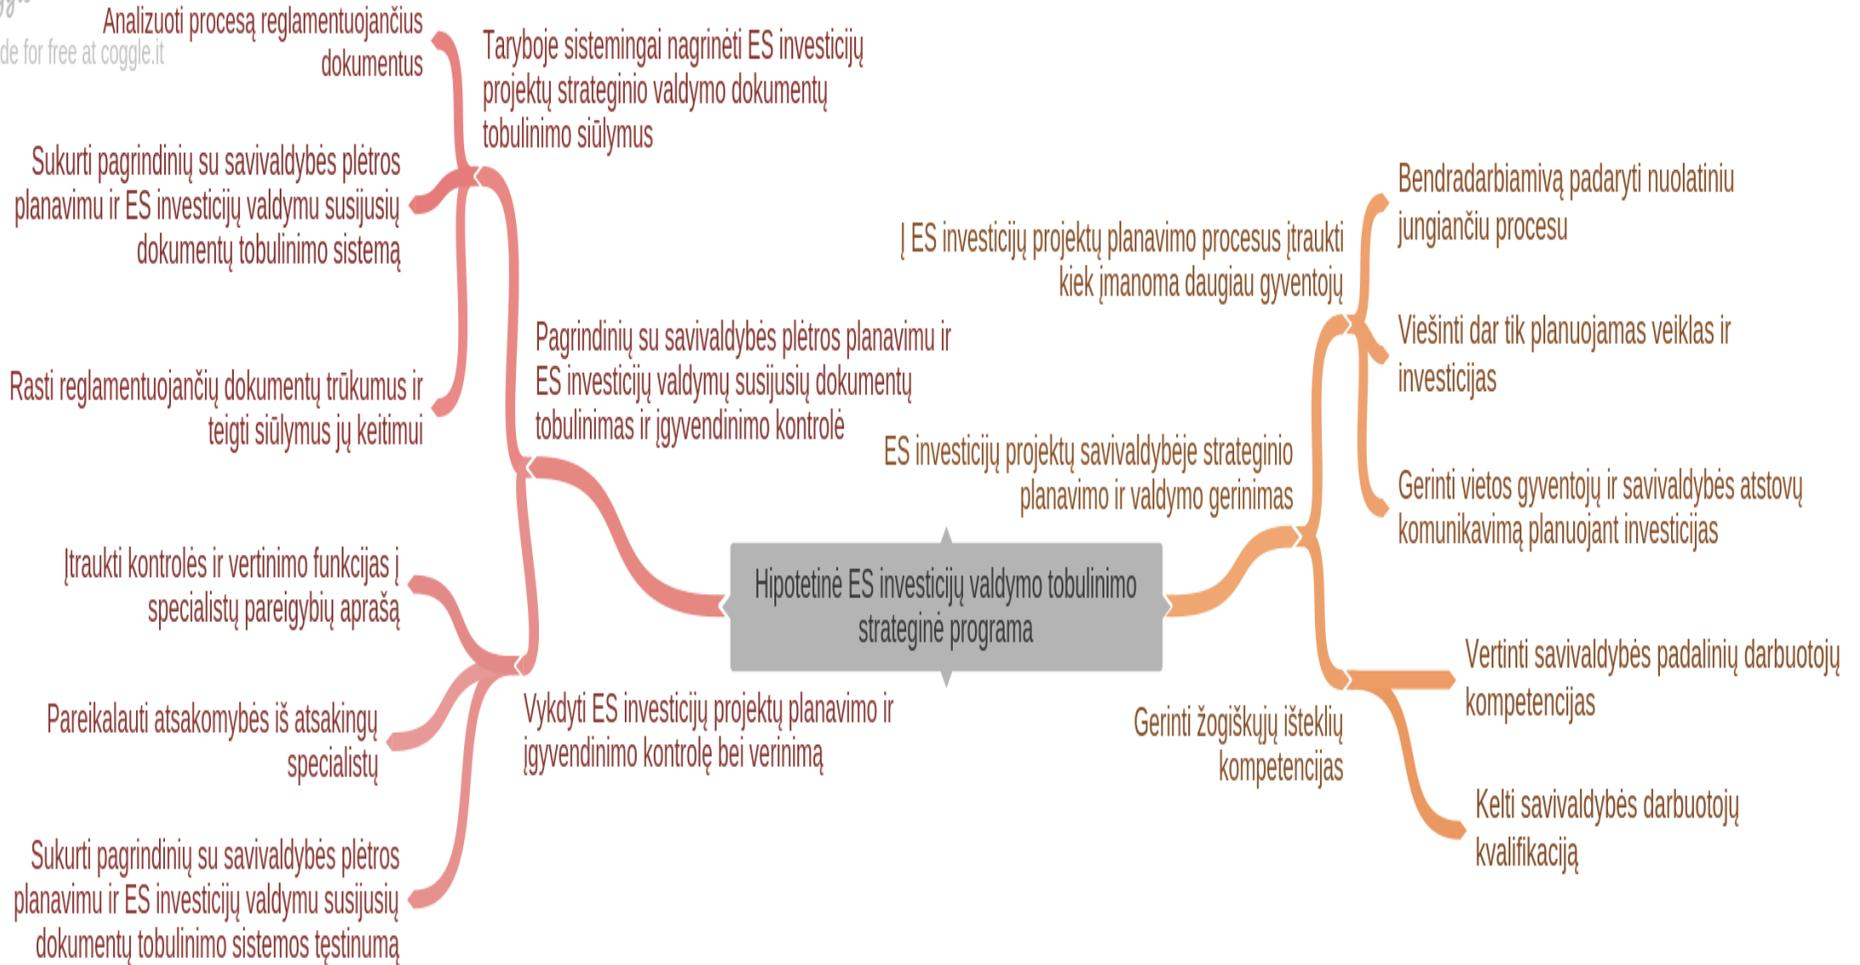 Analizuoti procesą reglamentuojančius
dokumentus
de for free at coggle.it
Taryboje sistemingai nagrinėti ES investicijų
projektų strateginio valdymo dokumentų
tobulinimo siūlymus
Sukurti pagrindinių su savivaldybės plėtros
planavimu ir ES investicijų valdymu susijusių
dokumentų tobulinimo sistemą
Rasti reglamentuojančių dokumentų trūkumus ir
teigti siūlymus jų keitimui
Pagrindinių su savivaldybės plėtros planavimu ir
ES investicijų valdymų susijusių dokumentų
tobulinimas ir įgyvendinimo kontrolė
Įtraukti kontrolės ir vertinimo funkcijas į
specialistų pareigybių aprašą
Pareikalauti atsakomybės iš atsakingų
specialistų
Sukurti pagrindinių su savivaldybės plėtros
planavimu ir ES investicijų valdymu susijusių
dokumentų tobulinimo sistemos tęstinumą
Vykdyti ES investicijų projektų planavimo ir
įgyvendinimo kontrolę bei verinimą
Hipotetinė ES investicijų valdymo tobulinimo
strateginė programa
Į ES investicijų projektų planavimo procesus įtraukti
kiek įmanoma daugiau gyventojų
ES investicijų projektų savivaldybėje strateginio
planavimo ir valdymo gerinimas
Bendradarbiamivą padaryti nuolatiniu
jungiančiu procesu
Viešinti dar tik planuojamas veiklas ir
investicijas
Gerinti vietos gyventojų ir savivaldybės atstovų
komunikavimą planuojant investicijas
Gerinti žogiškųjų išteklių
kompetencijas
Vertinti savivaldybės padalinių darbuotojų
kompetencijas
Kelti savivaldybės darbuotojų
kvalifikaciją